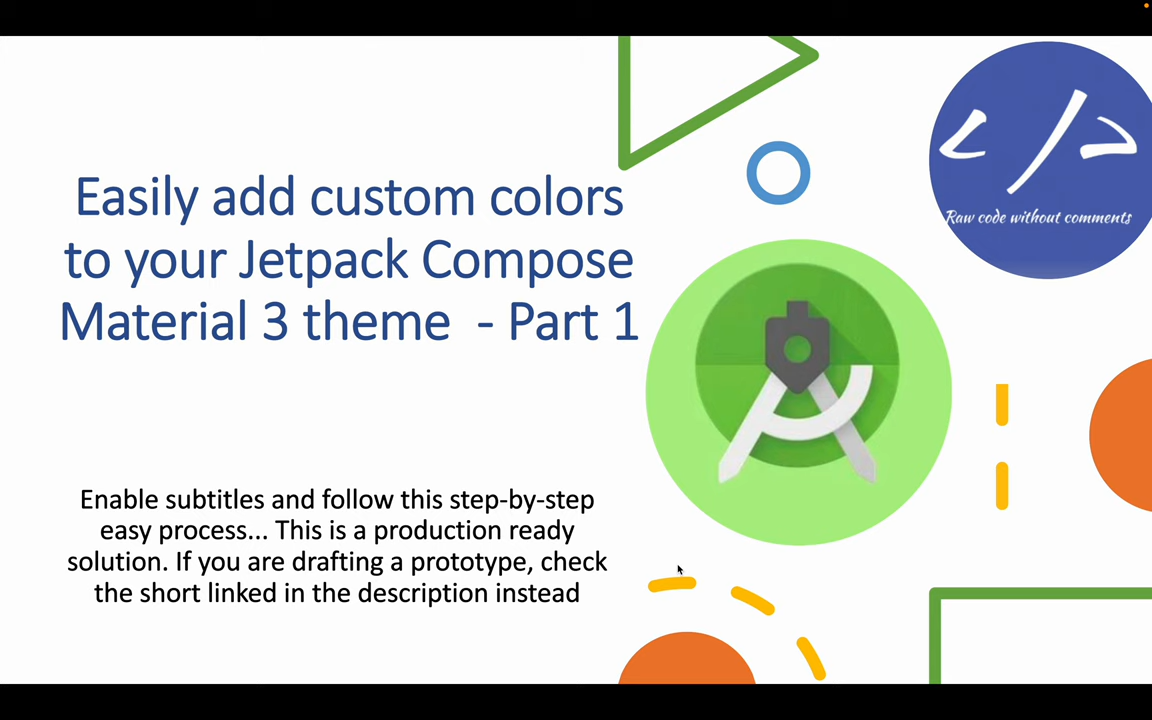 Easily add custom colors
to your Jetpack Compose
Material 3 theme - Part 1
Raw code without comments
Enable subtitles and follow this step-by-step
easy process... This is a production ready
solution. If you are drafting a prototype, check
the short linked in the description instead